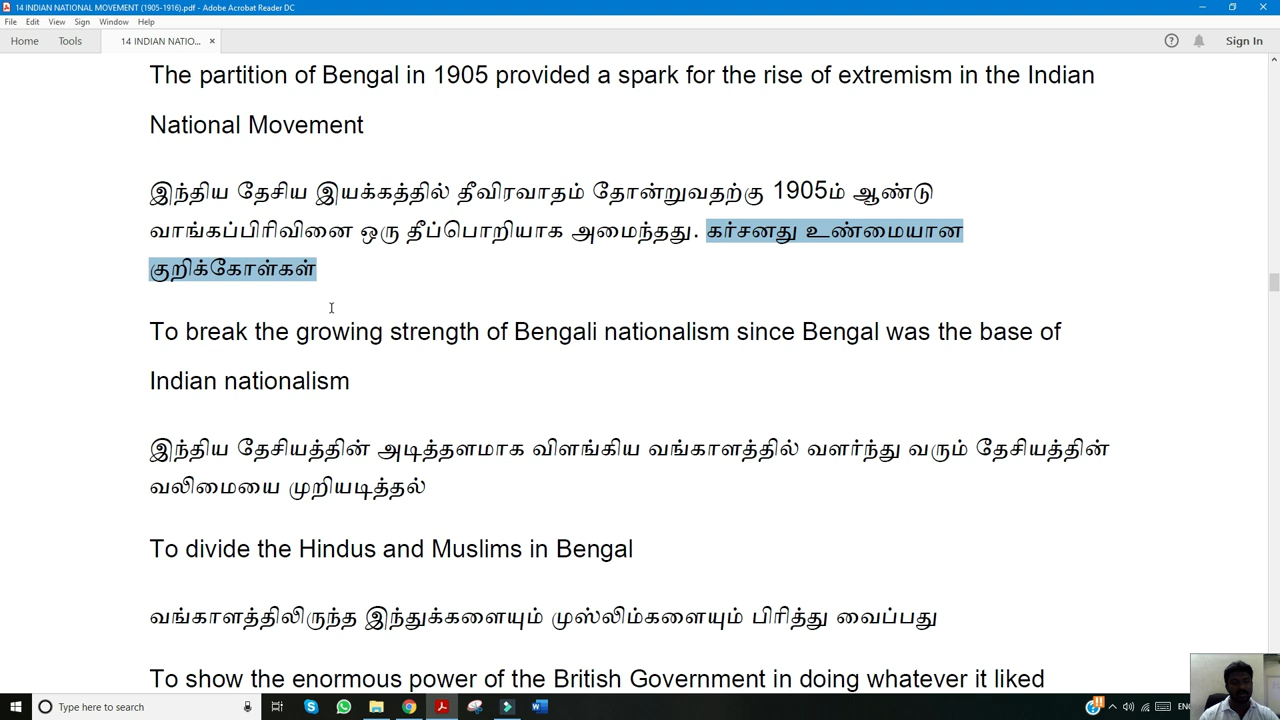 14 INDIAN NATIONAL MOVEMENT (1905-1916).pdf - Adobe Acrobat Reader DC
File Edit View Sign Window Help
Home Tools 14 INDIAN NATIO... × Sign In
The partition of Bengal in 1905 provided a spark for the rise of extremism in the Indian
National Movement
இந்திய தேசிய இயக்கத்தில் தீவிரவாதம் தோன்றுவதற்கு 1905ம் ஆண்டு
வாங்கப்பிரிவினை ஒரு தீப்பொறியாக அமைந்தது. கர்சனது உண்மையான
குறிக்கோள்கள்
To break the growing strength of Bengali nationalism since Bengal was the base of
Indian nationalism
இந்திய தேசியத்தின் அடித்தளமாக விளங்கிய வங்காளத்தில் வளர்ந்து வரும் தேசியத்தின்
வலிமையை முறியடித்தல்
To divide the Hindus and Muslims in Bengal
வங்காளத்திலிருந்த இந்துக்களையும் முஸ்லிம்களையும் பிரித்து வைப்பது
To show the enormous power of the British Government in doing whatever it liked
Type here to search